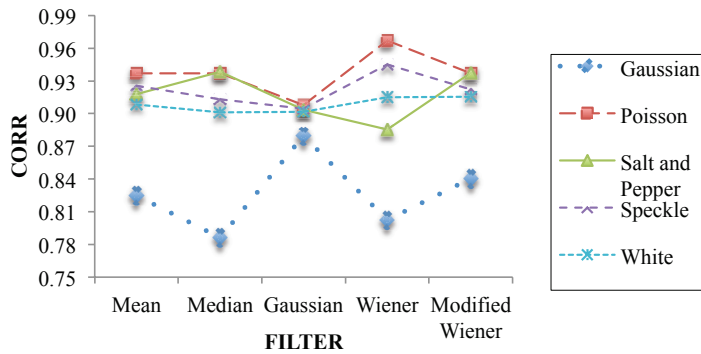 0.99
0.96
0.93
0.90
0.87
0.84
0.81
0.78
0.75
CORR
Mean
Median
Gaussian
Wiener
Modified
Wiener
FILTER
Gaussian
Poisson
Salt and
Pepper
Speckle
White